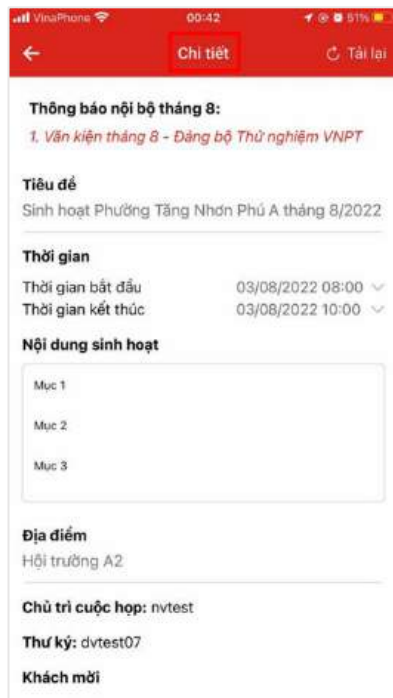 VinaPhone 00:42 51%
Chi tiết Tải lại
Thông báo nội bộ tháng 8:
1. Văn kiện tháng 8 - Đảng bộ Thử nghiệm VNPT
Tiêu đề
Sinh hoạt Phường Tăng Nhơn Phú A tháng 8/2022
Thời gian
Thời gian bắt đầu 03/08/2022 08:00
Thời gian kết thúc 03/08/2022 10:00
Nội dung sinh hoạt
Mục 1
Mục 2
Mục 3
Địa điểm
Hội trường A2
Chủ trì cuộc họp: nvtest
Thư ký: dvtest07
Khách mời